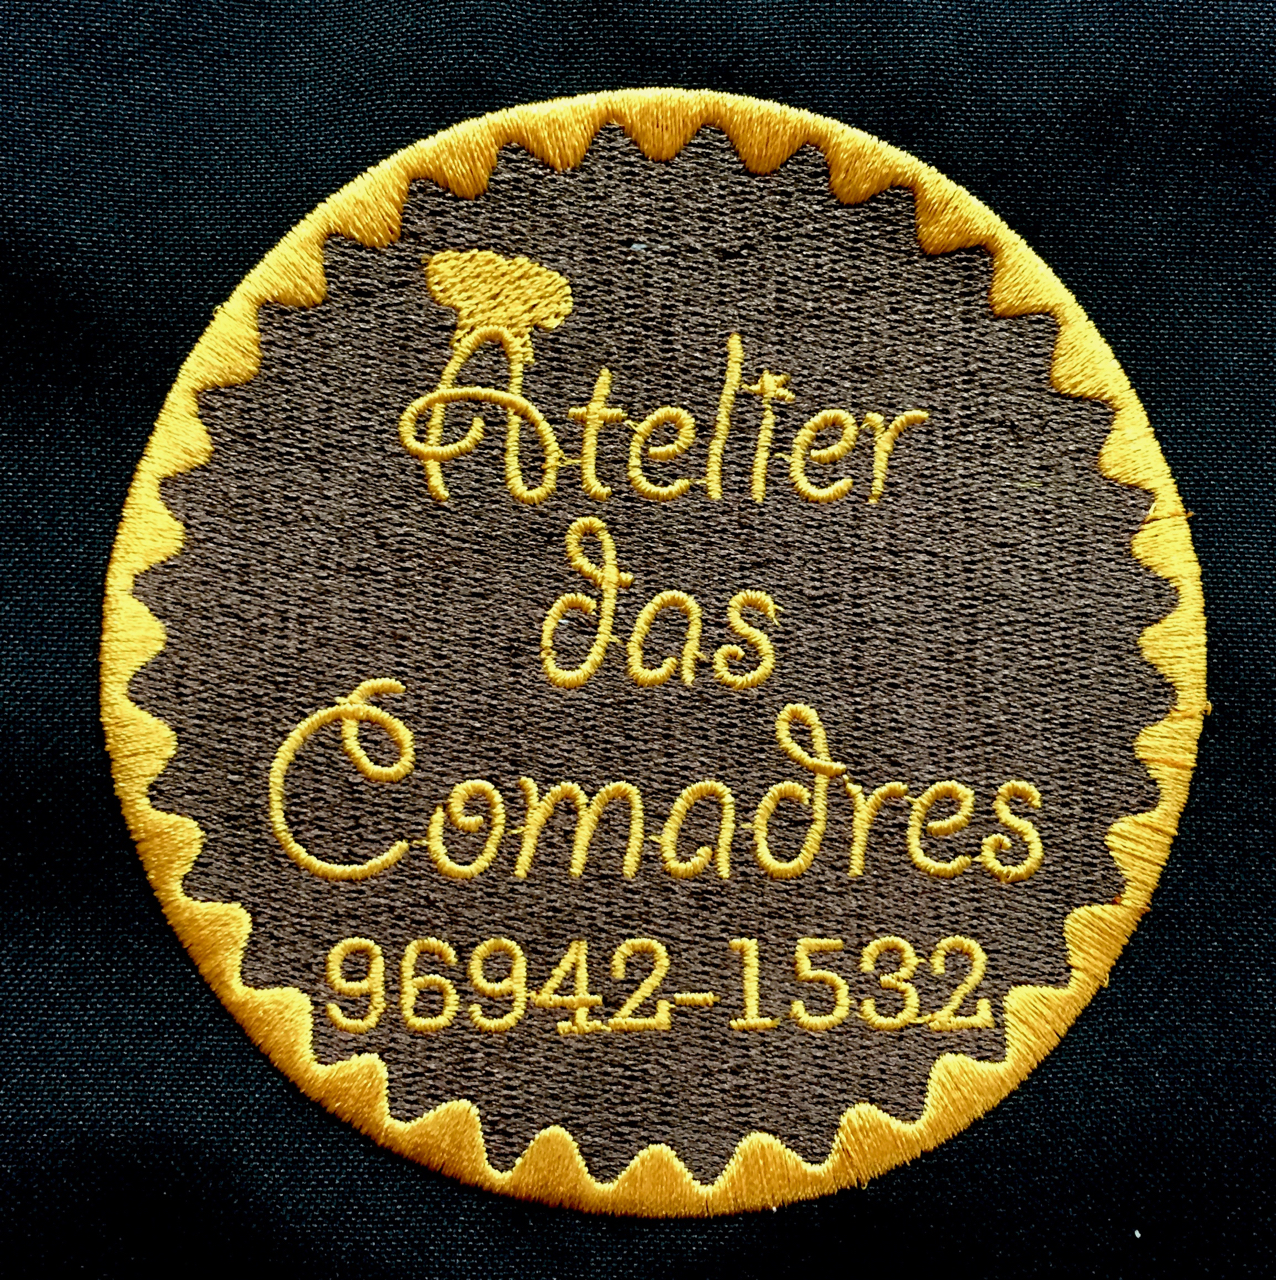 Atelier
das
Comadres
96942-1532